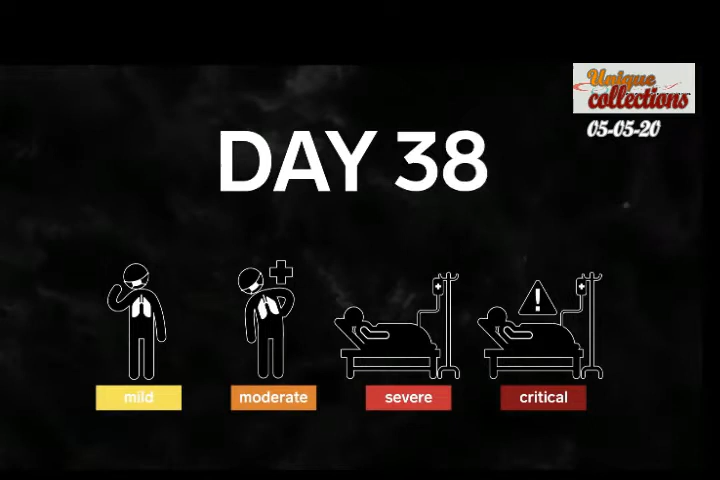 Unique
collections
05-05-20
DAY 38
mild
moderate
severe
critical